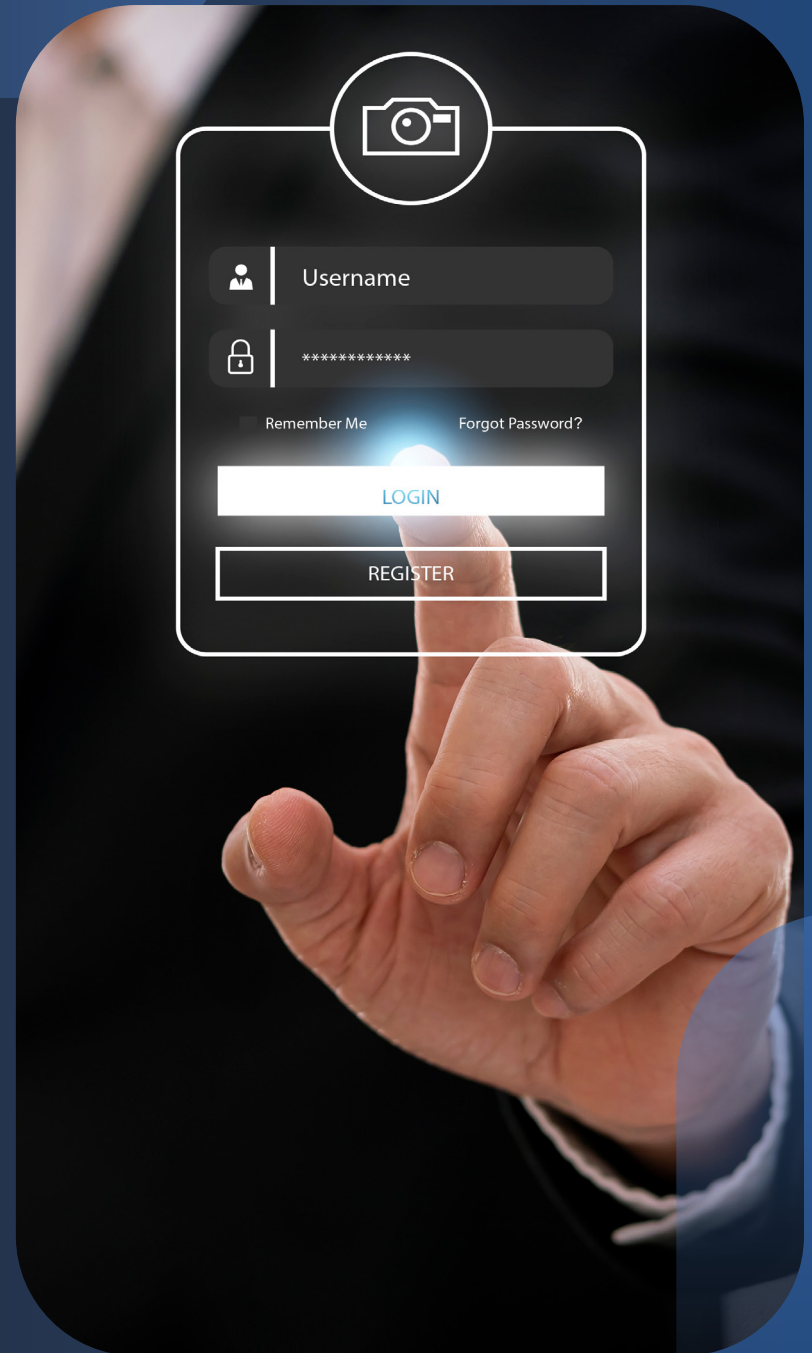 Username
************
Remember Me Forgot Password?
LOGIN
REGISTER